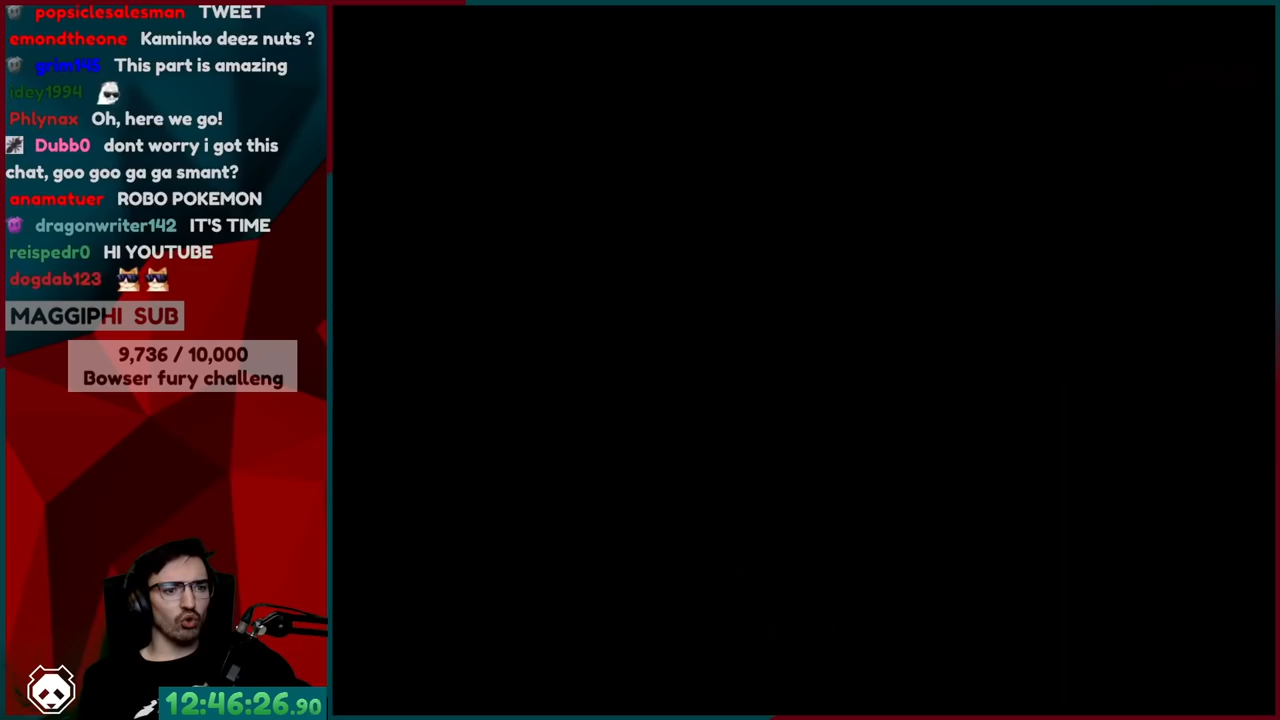 popsiclesalesman TWEET
emondtheone Kaminko deez nuts ?
grim145 This part is amazing
idey1994
Phlynax Oh, here we go!
Dubb0 dont worry i got this
chat, goo goo ga ga smant?
anamatuer ROBO POKEMON
dragonwriter142 IT'S TIME
reispedr0 HI YOUTUBE
dogdab123
MAGGIPHI SUB
9,736 / 10,000
Bowser fury challeng
12:46:26.90